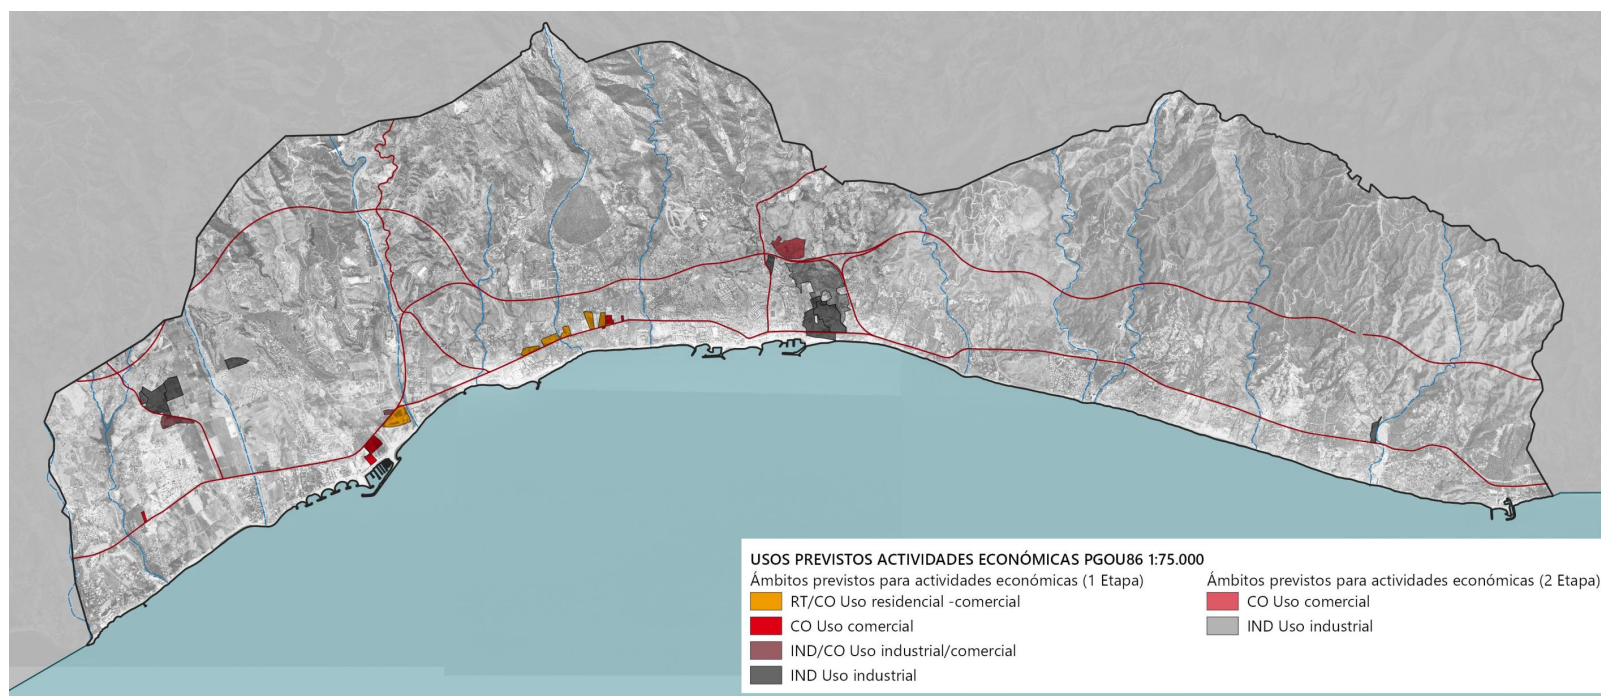 USOS PREVISTOS ACTIVIDADES ECONÓMICAS PGOU86 1:75.000
Ámbitos previstos para actividades económicas (1 Etapa)
RT/CO Uso residencial -comercial
CO Uso comercial
IND/CO Uso industrial/comercial
IND Uso industrial
Ámbitos previstos para actividades económicas (2 Etapa)
CO Uso comercial
IND Uso industrial